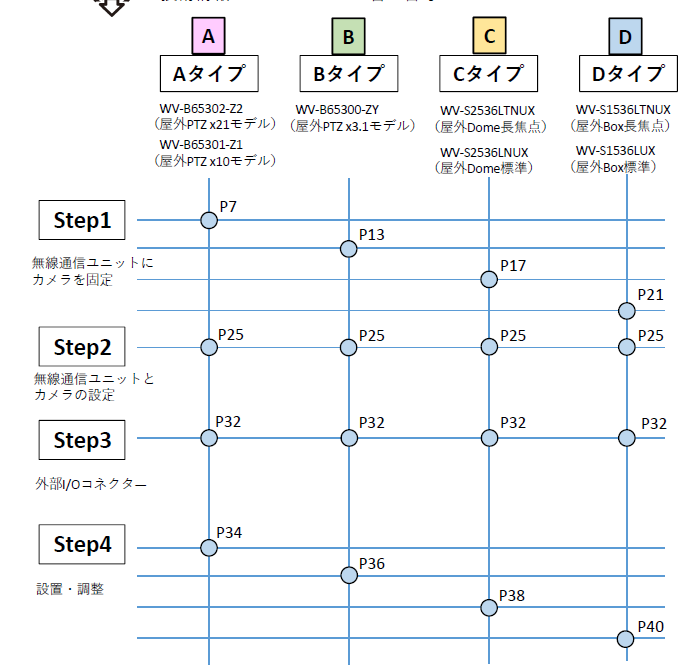 A
B
C
D
Aタイプ
Bタイプ
Cタイプ
Dタイプ
WV-B65302-Z2
(屋外PTZ x21モデル)
WV-B65301-Z1
(屋外PTZ x10モデル)
WV-B65300-ZY
(屋外PTZ x3.1モデル)
WV-S2536LTNUX
(屋外Dome長焦点)
WV-S2536LNUX
(屋外Dome標準)
WV-S1536LTNUX
(屋外Box長焦点)
WV-S1536LUX
(屋外Box標準)
Step1
無線通信ユニットに
カメラを固定
P7
P13
P17
P21
Step2
無線通信ユニットと
カメラの設定
P25
P25
P25
P25
Step3
外部I/Oコネクター
P32
P32
P32
P32
Step4
設置・調整
P34
P36
P38
P40